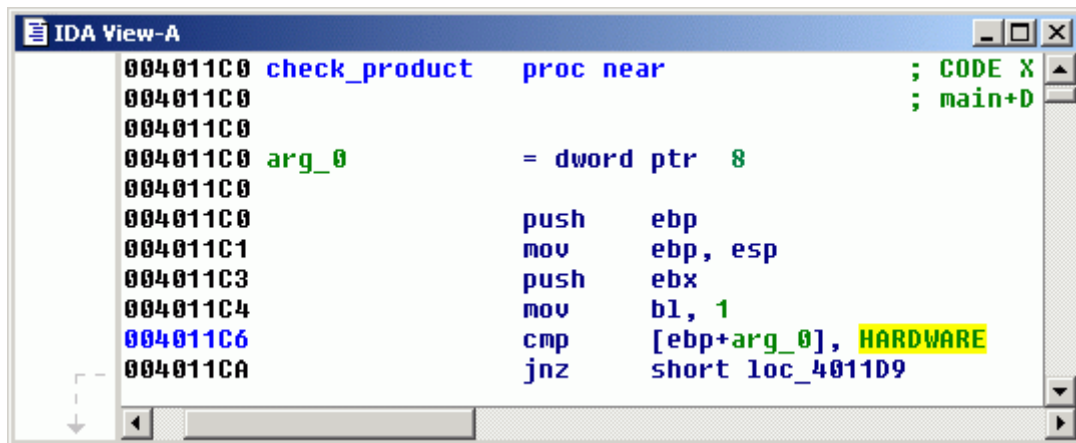 IDA View-A
004011C0 check_product proc near ; CODE X
004011C0 ; main+D
004011C0
004011C0 arg_0 = dword ptr 8
004011C0
004011C0 push ebp
004011C1 mov ebp, esp
004011C3 push ebx
004011C4 mov bl, 1
004011C6 cmp [ebp+arg_0], HARDWARE
004011CA jnz short loc_4011D9